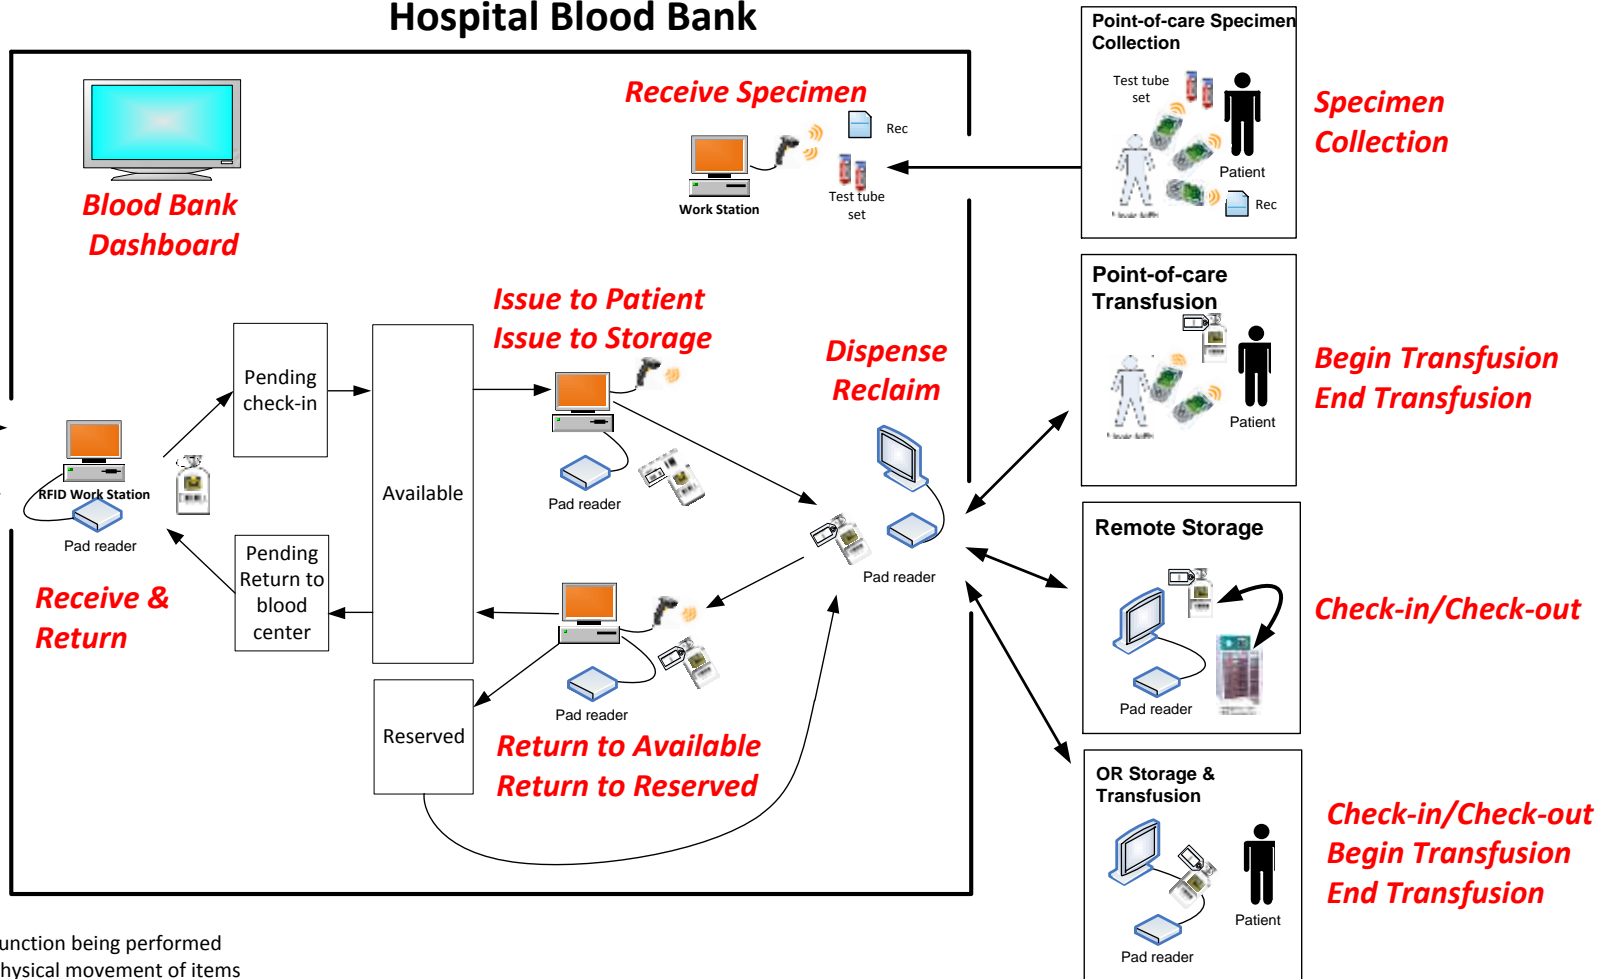 Hospital Blood Bank
Point-of-care Specimen
Collection
Test tube
set
Patient
Rec
Specimen
Collection
Receive Specimen
Rec
Work Station
Test tube
set
Blood Bank
Dashboard
Point-of-care
Transfusion
Patient
Begin Transfusion
End Transfusion
Issue to Patient
Issue to Storage
Dispense
Reclaim
Pending
check-in
Available
Pad reader
RFID Work Station
Pad reader
Receive &
Return
Pending
Return to
blood
center
Pad reader
Remote Storage
Pad reader
Check-in/Check-out
Pad reader
Reserved
Return to Available
Return to Reserved
OR Storage &
Transfusion
Patient
Pad reader
Check-in/Check-out
Begin Transfusion
End Transfusion
unction being performed
hysical movement of items